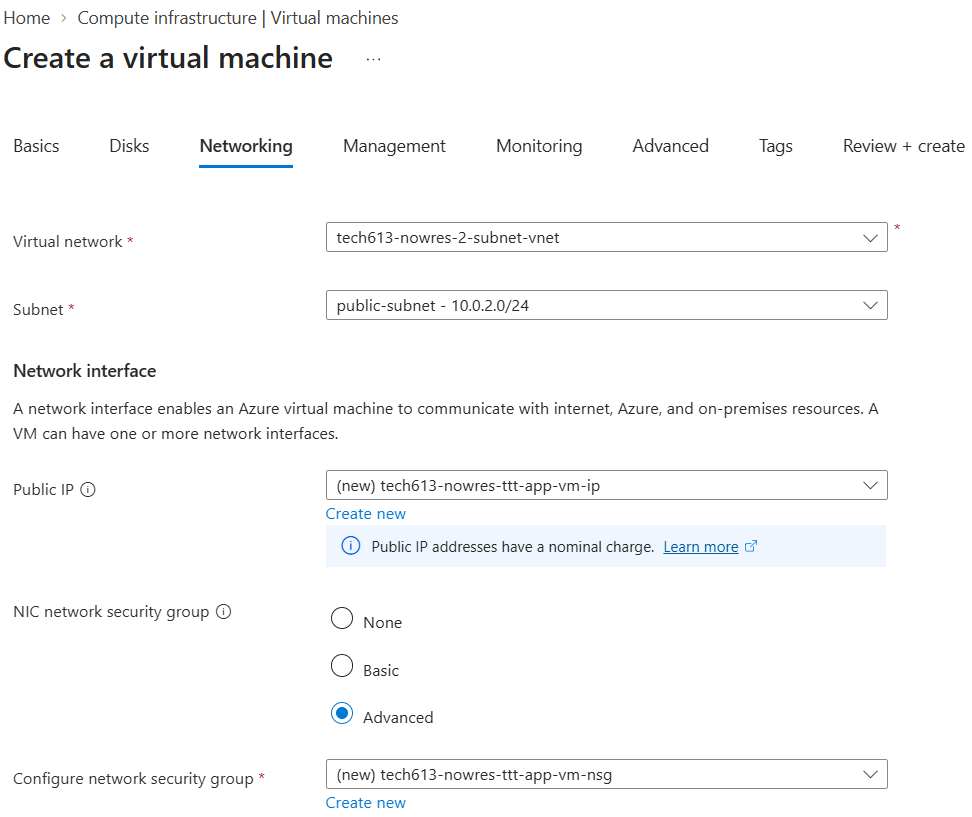 Home > Compute infrastructure | Virtual machines
Create a virtual machine ...
Basics Disks Networking Management Monitoring Advanced Tags Review + create
Virtual network * tech613-nowres-2-subnet-vnet *
Subnet * public-subnet - 10.0.2.0/24
Network interface
A network interface enables an Azure virtual machine to communicate with internet, Azure, and on-premises resources. A
VM can have one or more network interfaces.
Public IP (new) tech613-nowres-ttt-app-vm-ip
Create new
Public IP addresses have a nominal charge. Learn more
NIC network security group
None
Basic
Advanced
Configure network security group * (new) tech613-nowres-ttt-app-vm-nsg
Create new